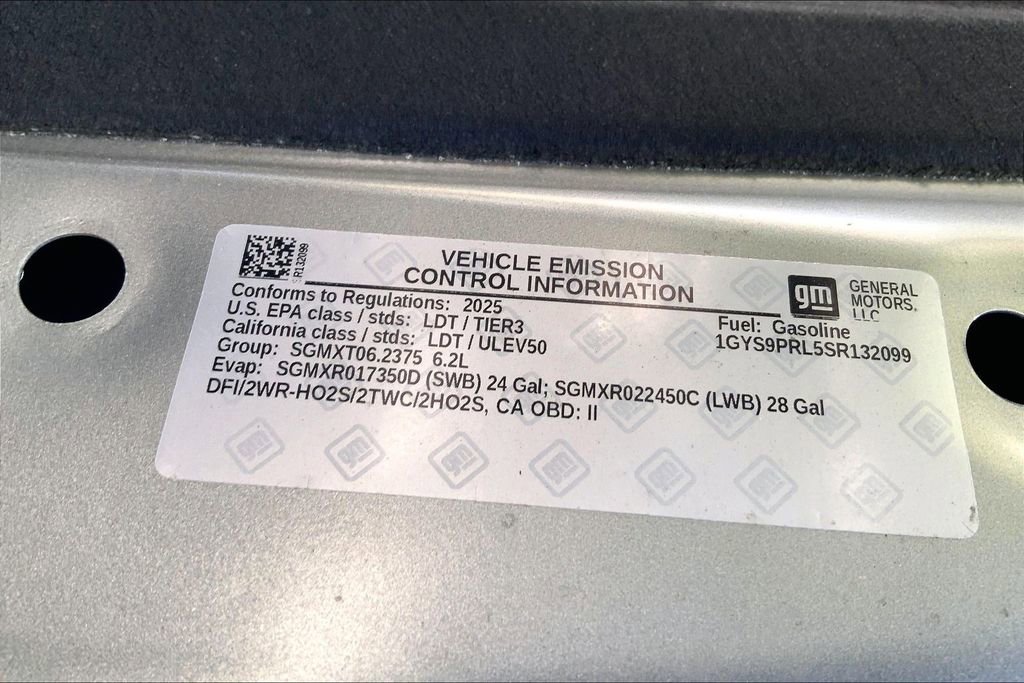 SR132099
VEHICLE EMISSION
CONTROL INFORMATION
gm
GENERAL
MOTORS
LLC
Conforms to Regulations: 2025
U.S. EPA class / stds: LDT / TIER3
California class / stds: LDT / ULEV50
Group: SGMXT06.2375 6.2L
Evap: SGMXR017350D (SWB) 24 Gal; SGMXR022450C (LWB) 28 Gal
DFI/2WR-HO2S/2TWC/2HO2S, CA OBD: II
Fuel: Gasoline
1GYS9PRL5SR132099